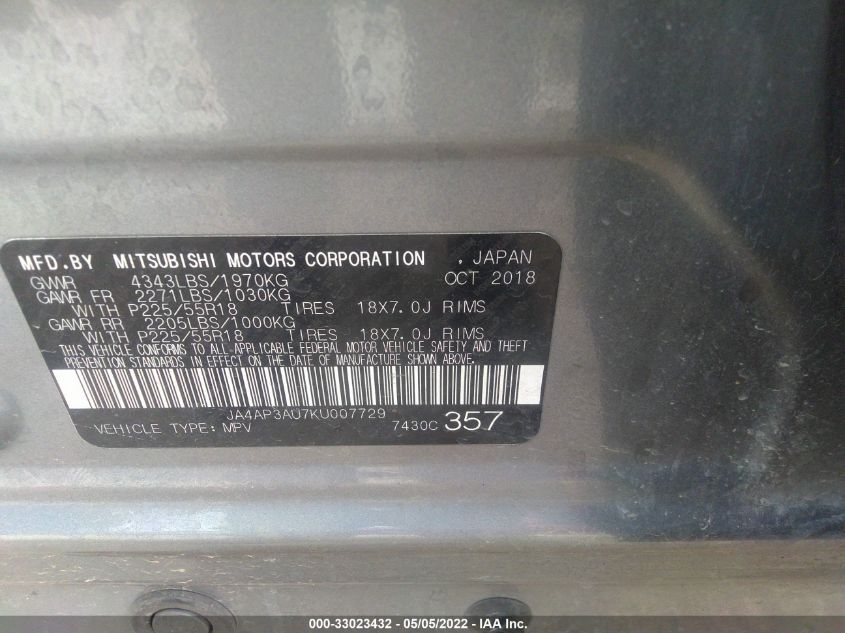 MFD.BY MITSUBISHI MOTORS CORPORATION , JAPAN
GVWR 4343LBS/1970KG OCT 2018
GAWR FR 2271LBS/1030KG
WITH P225/55R18 TIRES 18X7.0J RIMS
GAWR RR 2205LBS/1000KG
WITH P225/55R18 TIRES 18X7.0J RIMS
THIS VEHICLE CONFORMS TO ALL APPLICABLE FEDERAL MOTOR VEHICLE SAFETY AND THEFT
PREVENTION STANDARDS IN EFFECT ON THE DATE OF MANUFACTURE SHOWN ABOVE.
JA4AP3AU7KU007729
VEHICLE TYPE: MPV 7430C 357
000-33023432 - 05/05/2022 - IAA Inc.